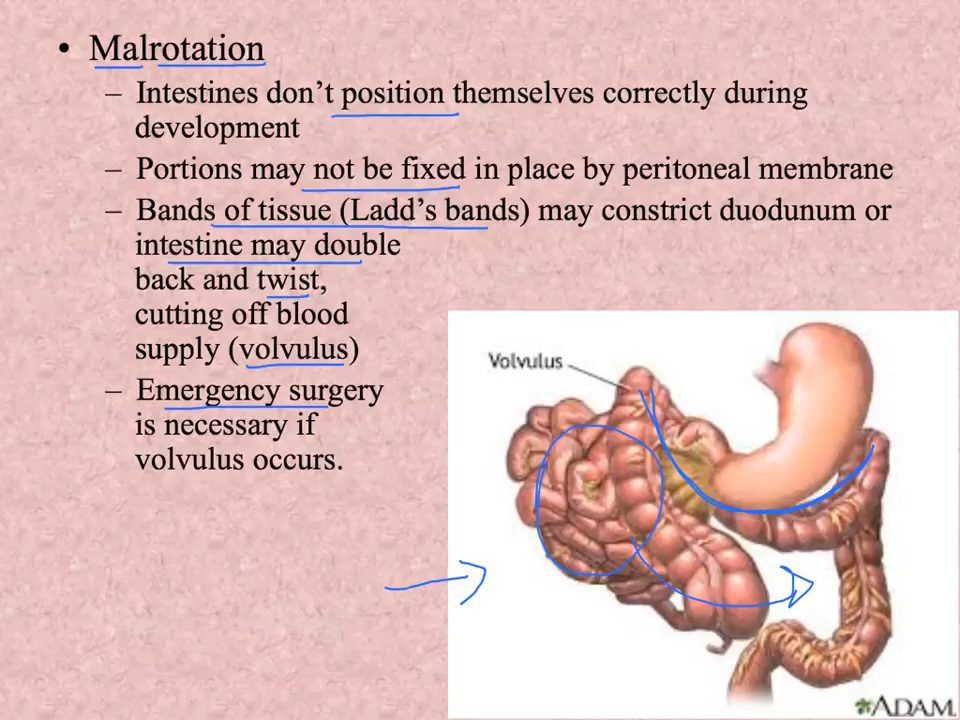 • Malrotation
– Intestines don't position themselves correctly during
development
– Portions may not be fixed in place by peritoneal membrane
– Bands of tissue (Ladd's bands) may constrict duodunum or
intestine may double
back and twist,
cutting off blood
supply (volvulus)
– Emergency surgery
is necessary if
volvulus occurs.
Volvulus
ADAM.